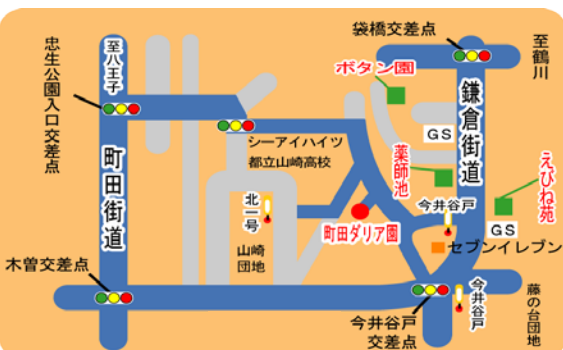 袋橋交差点
至鶴川
忠生公園入口交差点
至八王子
ボタン園
鎌倉街道
GS
シーアイハイツ
都立山崎高校
薬師池
えびね苑
町田街道
北一号
今井谷戸
山崎
団地
町田ダリア園
GS
セブンイレブン
木曽交差点
今井谷戸
藤の台団地
今井谷戸
交差点